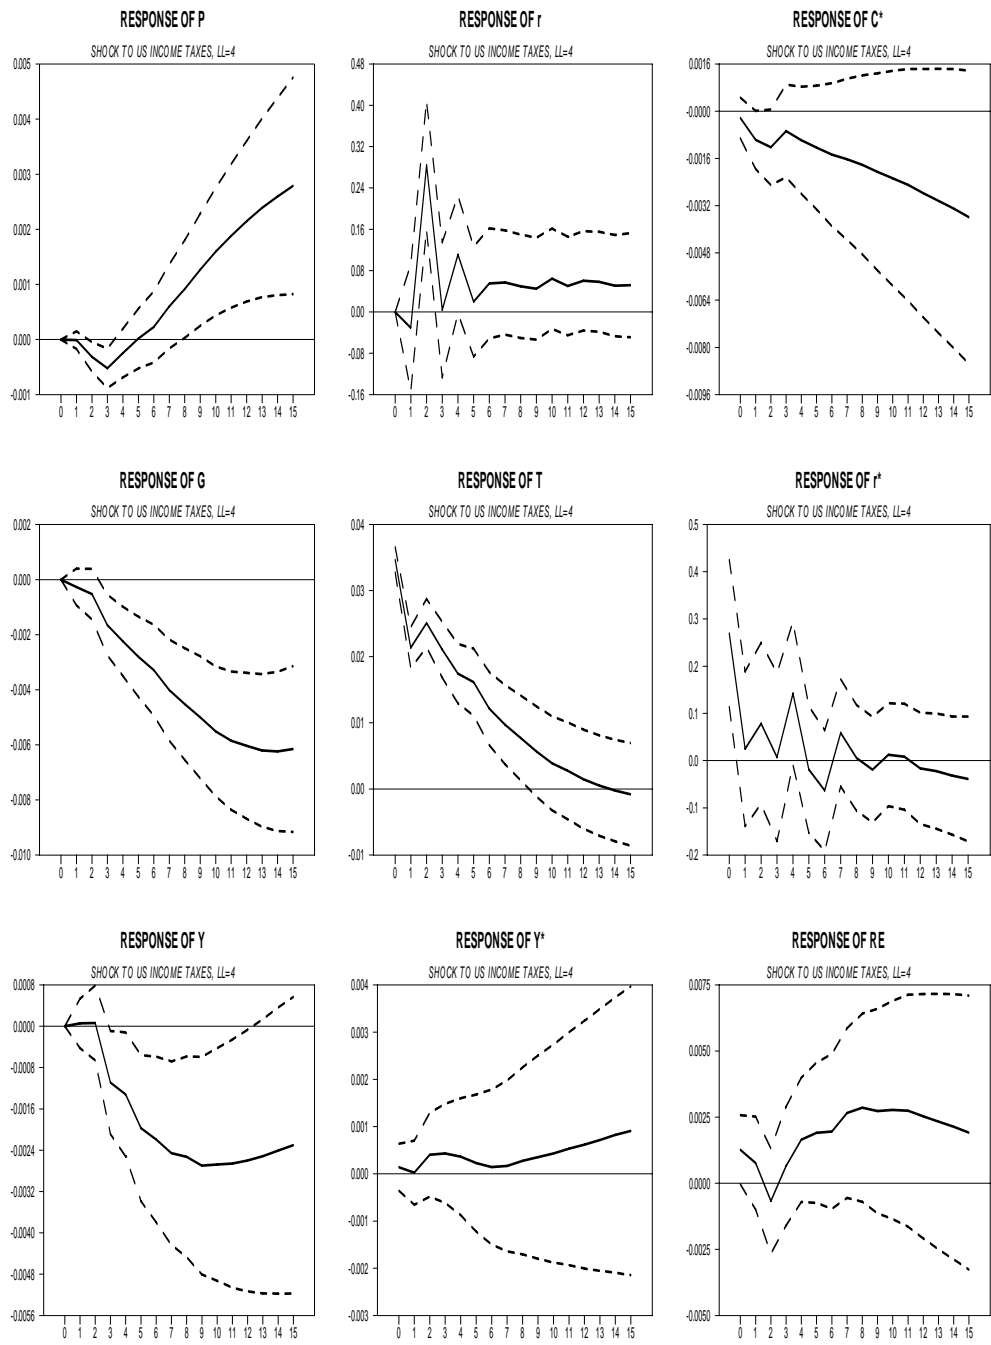 RESPONSE OF P
SHOCK TO US INCOME TAXES, LL=4
0.005
0.004
0.003
0.002
0.001
0.000
-0.001
0 1 2 3 4 5 6 7 8 9 10 11 12 13 14 15
RESPONSE OF r
SHOCK TO US INCOME TAXES, LL=4
0.48
0.40
0.32
0.24
0.16
0.08
0.00
-0.08
-0.16
0 1 2 3 4 5 6 7 8 9 10 11 12 13 14 15
RESPONSE OF C*
SHOCK TO US INCOME TAXES, LL=4
0.0016
-0.0000
-0.0016
-0.0032
-0.0048
-0.0064
-0.0080
-0.0096
0 1 2 3 4 5 6 7 8 9 10 11 12 13 14 15
RESPONSE OF G
SHOCK TO US INCOME TAXES, LL=4
0.002
0.000
-0.002
-0.004
-0.006
-0.008
-0.010
0 1 2 3 4 5 6 7 8 9 10 11 12 13 14 15
RESPONSE OF T
SHOCK TO US INCOME TAXES, LL=4
0.04
0.03
0.02
0.01
0.00
-0.01
0 1 2 3 4 5 6 7 8 9 10 11 12 13 14 15
RESPONSE OF r*
SHOCK TO US INCOME TAXES, LL=4
0.5
0.4
0.3
0.2
0.1
0.0
-0.1
-0.2
0 1 2 3 4 5 6 7 8 9 10 11 12 13 14 15
RESPONSE OF Y
SHOCK TO US INCOME TAXES, LL=4
0.0008
0.0000
-0.0008
-0.0016
-0.0024
-0.0032
-0.0040
-0.0048
-0.0056
0 1 2 3 4 5 6 7 8 9 10 11 12 13 14 15
RESPONSE OF Y*
SHOCK TO US INCOME TAXES, LL=4
0.004
0.003
0.002
0.001
0.000
-0.001
-0.002
-0.003
0 1 2 3 4 5 6 7 8 9 10 11 12 13 14 15
RESPONSE OF RE
SHOCK TO US INCOME TAXES, LL=4
0.0075
0.0050
0.0025
0.0000
-0.0025
-0.0050
0 1 2 3 4 5 6 7 8 9 10 11 12 13 14 15